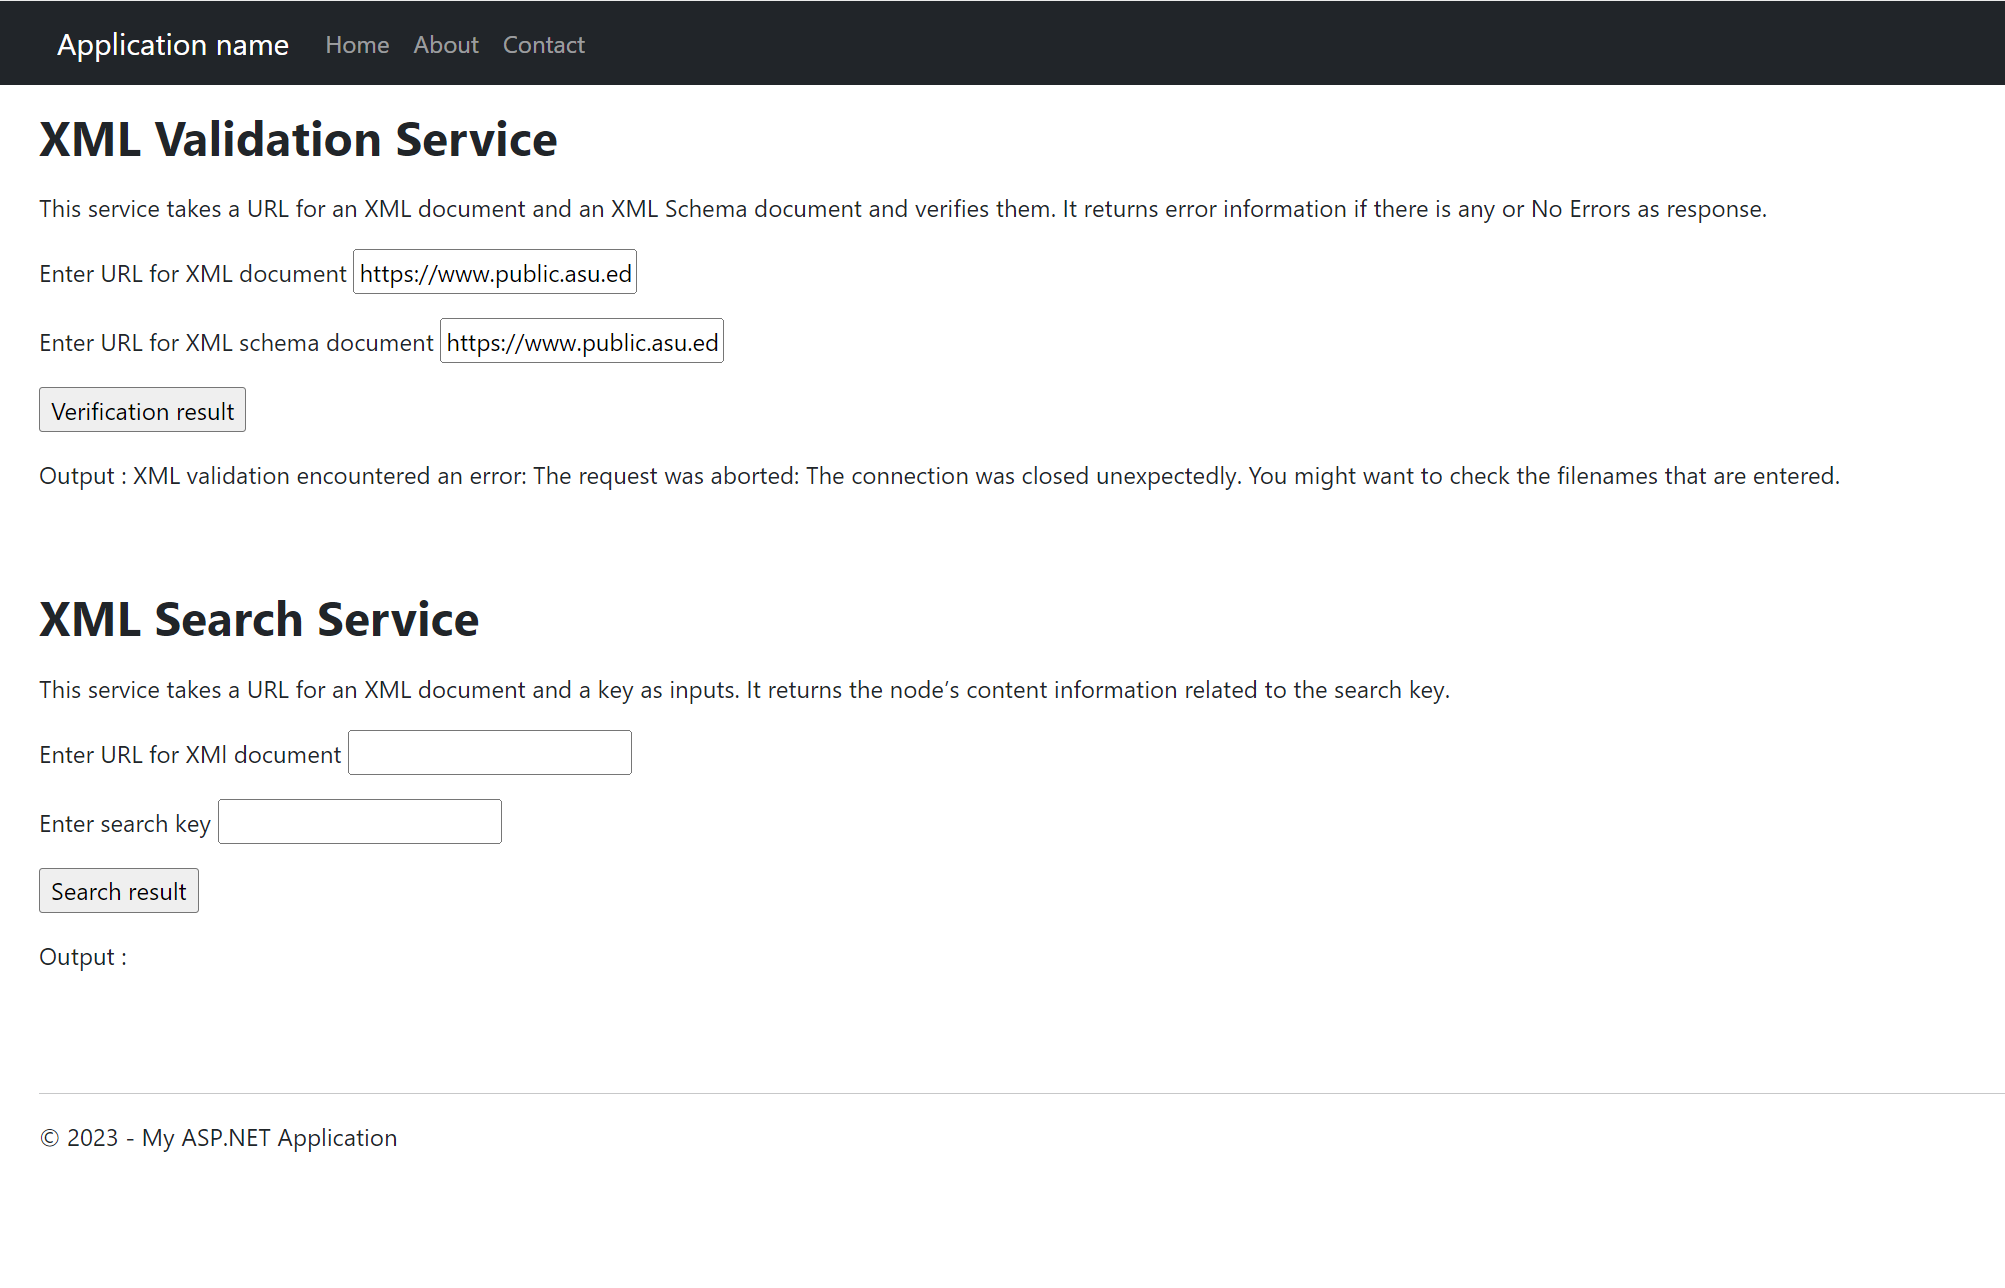 Application name Home About Contact
XML Validation Service
This service takes a URL for an XML document and an XML Schema document and verifies them. It returns error information if there is any or No Errors as response.
Enter URL for XML document https://www.public.asu.ed
Enter URL for XML schema document https://www.public.asu.ed
Verification result
Output : XML validation encountered an error: The request was aborted: The connection was closed unexpectedly. You might want to check the filenames that are entered.
XML Search Service
This service takes a URL for an XML document and a key as inputs. It returns the node’s content information related to the search key.
Enter URL for XMl document
Enter search key
Search result
Output :
© 2023 - My ASP.NET Application